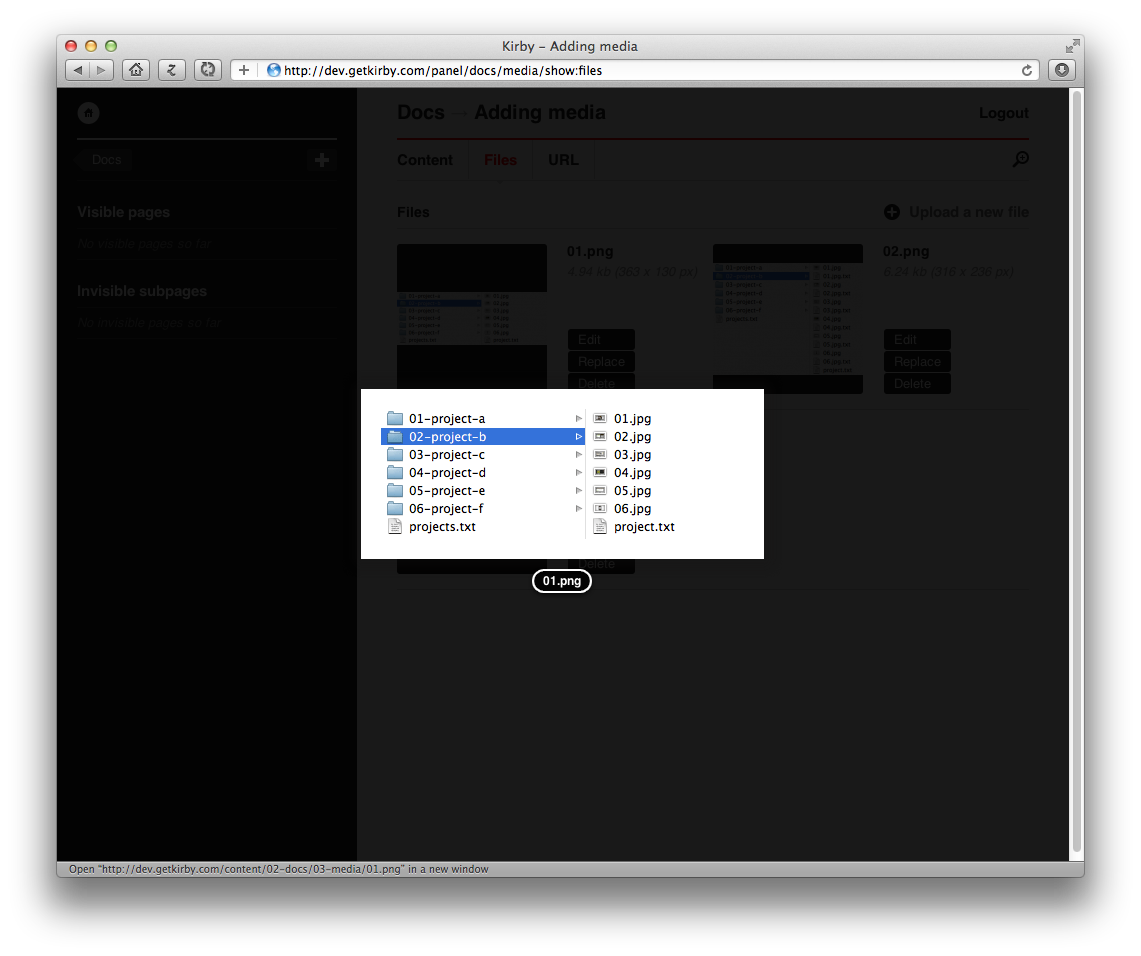 Kirby – Adding media
http://dev.getkirby.com/panel/docs/media/show:files
Docs → Adding media
Logout
Docs
Content
Files
URL
Visible pages
No visible pages so far
Invisible subpages
No invisible pages so far
Files
Upload a new file
01.png
4.94 kb (363 x 130 px)
Edit
Replace
Delete
02.png
6.24 kb (316 x 236 px)
Edit
Replace
Delete
01-project-a
02-project-b
03-project-c
04-project-d
05-project-e
06-project-f
projects.txt
01.jpg
02.jpg
03.jpg
04.jpg
05.jpg
06.jpg
project.txt
Delete
01.png
Open "http://dev.getkirby.com/content/02-docs/03-media/01.png" in a new window